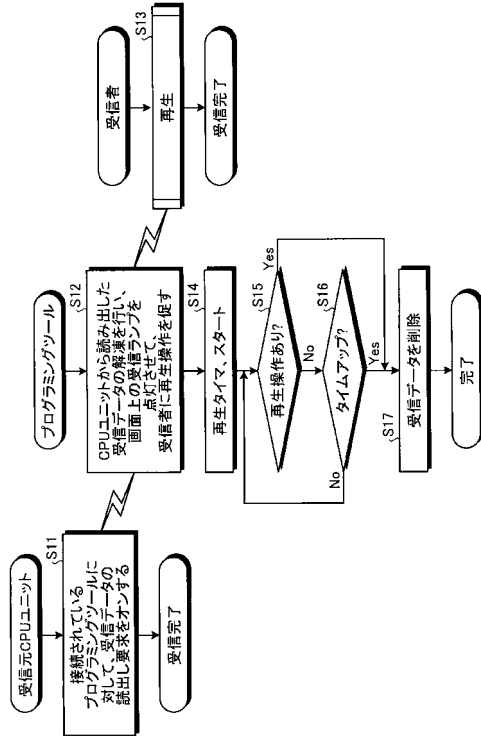 受信元CPUユニット
S11
接続されている
プログラミングツールに
対して、受信データの
読出し要求をオンする
受信完了
プログラミングツール
S12
CPUユニットから読み出した
受信データの解凍を行い、
画面上の受信ランプを
点灯させて、
受信者に再生操作を促す
S14
再生タイマ、スタート
S15
再生操作あり?
Yes
No
S16
タイムアップ?
No
Yes
S17
受信データを削除
完了
受信者
S13
再生
受信完了